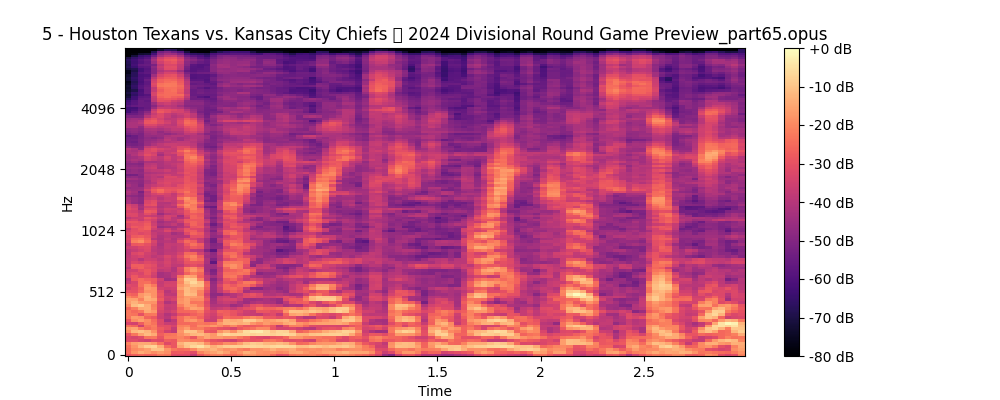 5 - Houston Texans vs. Kansas City Chiefs ▯ 2024 Divisional Round Game Preview_part65.opus
4096
2048
1024
512
0
Hz
0
0.5
1
1.5
2
2.5
Time
+0 dB
-10 dB
-20 dB
-30 dB
-40 dB
-50 dB
-60 dB
-70 dB
-80 dB